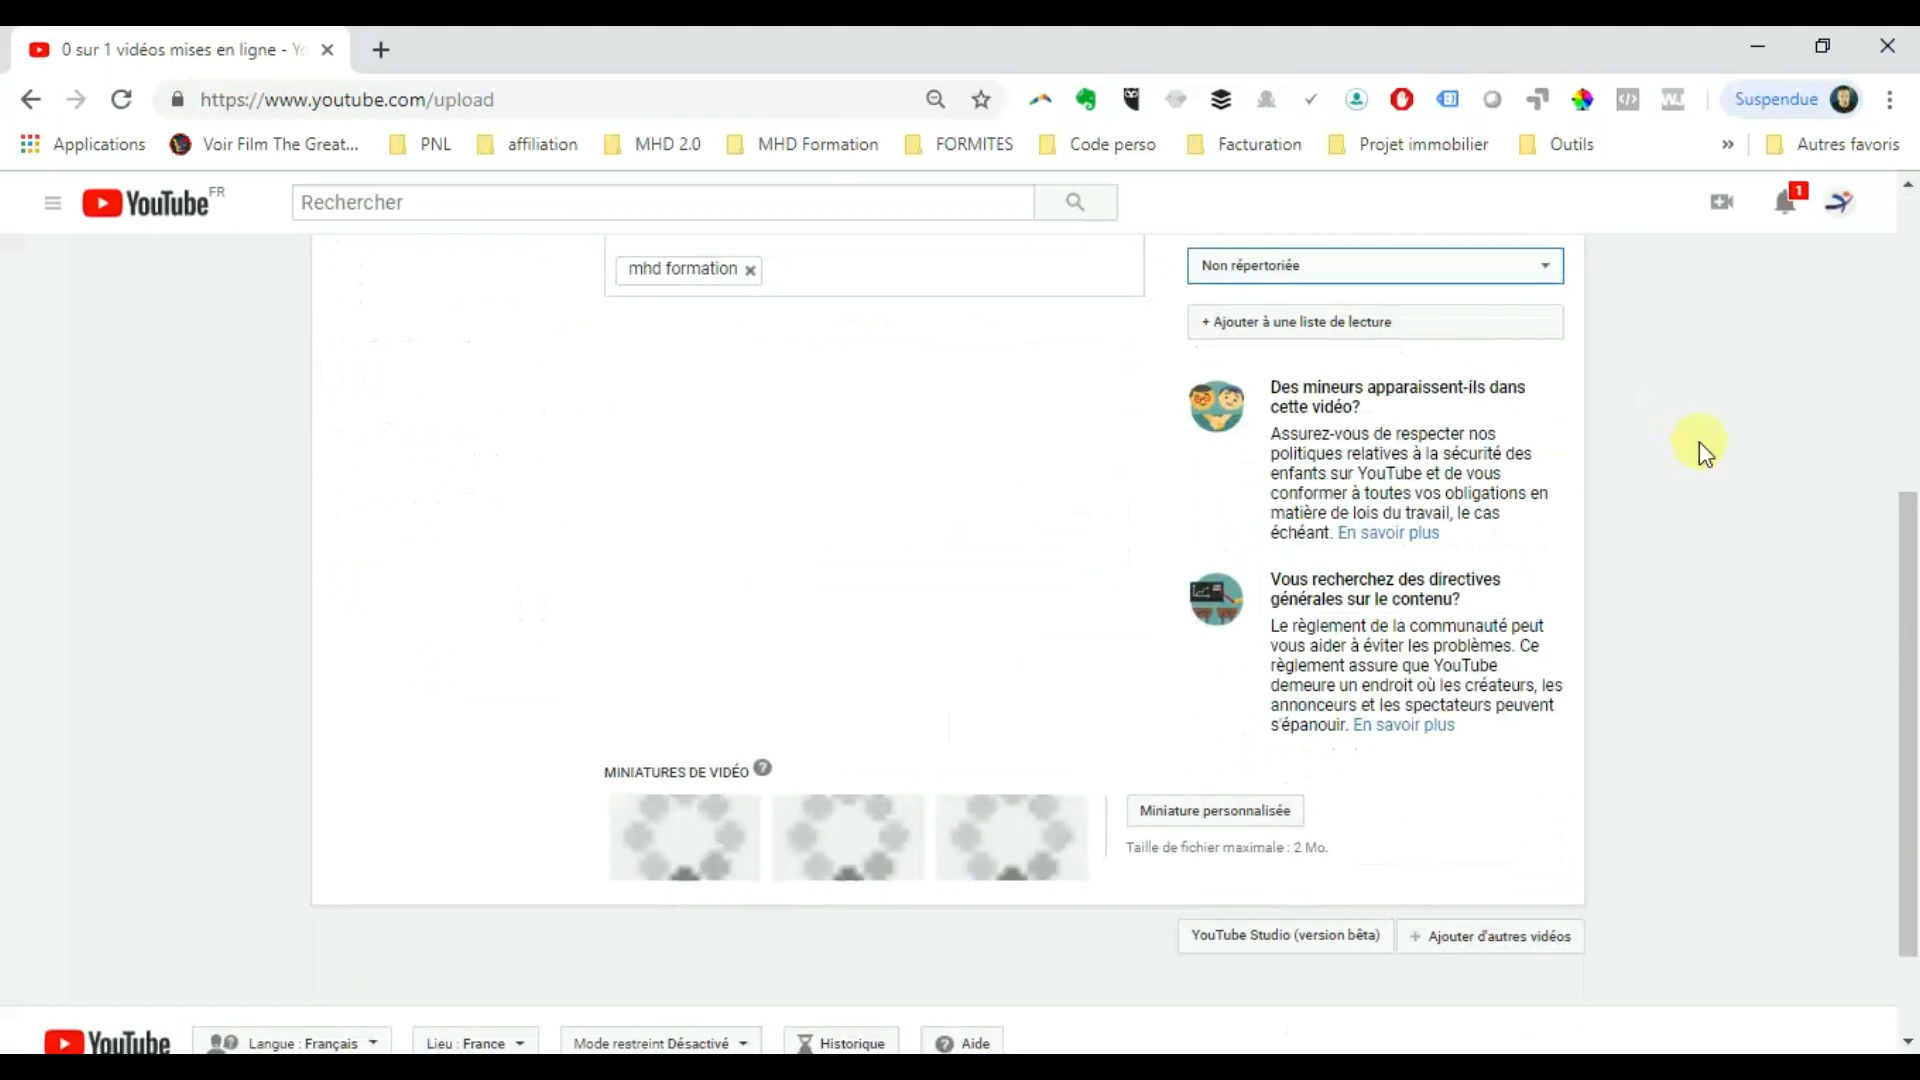 0 sur 1 vidéos mises en ligne - Yo
https://www.youtube.com/upload
Suspendue
Applications
Voir Film The Great...
PNL
affiliation
MHD 2.0
MHD Formation
FORMITES
Code perso
Facturation
Projet immobilier
Outils
»
Autres favoris
YouTube FR
Rechercher
1
mhd formation
Non répertoriée
+ Ajouter à une liste de lecture
Des mineurs apparaissent-ils dans
cette vidéo?
Assurez-vous de respecter nos
politiques relatives à la sécurité des
enfants sur YouTube et de vous
conformer à toutes vos obligations en
matière de lois du travail, le cas
échéant. En savoir plus
Vous recherchez des directives
générales sur le contenu?
Le règlement de la communauté peut
vous aider à éviter les problèmes. Ce
règlement assure que YouTube
demeure un endroit où les créateurs, les
annonceurs et les spectateurs peuvent
s'épanouir. En savoir plus
MINIATURES DE VIDÉO ?
Miniature personnalisée
Taille de fichier maximale : 2 Mo.
YouTube Studio (version bêta)
+ Ajouter d'autres vidéos
YouTube
Langue : Français
Lieu : France
Mode restreint Désactivé
Historique
? Aide